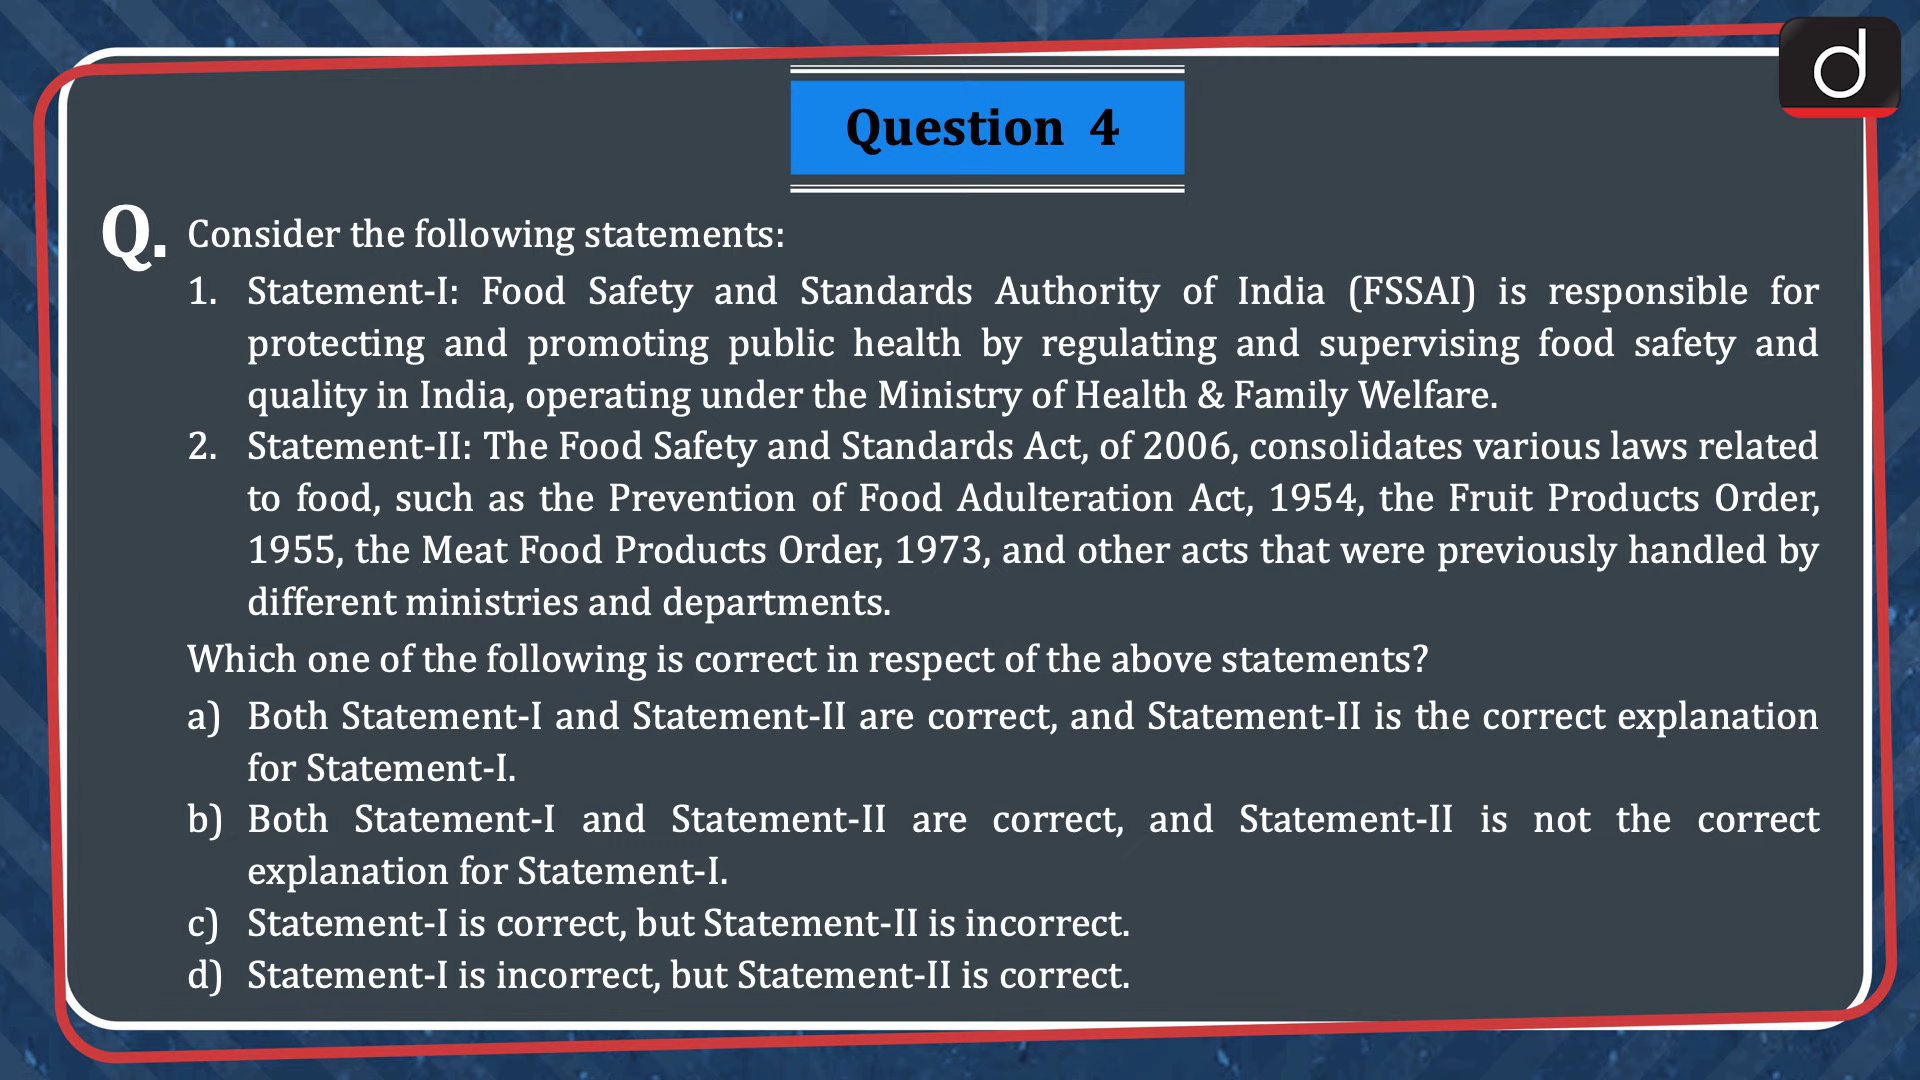 Question 4
Q. Consider the following statements:
1. Statement-I: Food Safety and Standards Authority of India (FSSAI) is responsible for
protecting and promoting public health by regulating and supervising food safety and
quality in India, operating under the Ministry of Health & Family Welfare.
2. Statement-II: The Food Safety and Standards Act, of 2006, consolidates various laws related
to food, such as the Prevention of Food Adulteration Act, 1954, the Fruit Products Order,
1955, the Meat Food Products Order, 1973, and other acts that were previously handled by
different ministries and departments.
Which one of the following is correct in respect of the above statements?
a) Both Statement-I and Statement-II are correct, and Statement-II is the correct explanation
for Statement-I.
b) Both Statement-I and Statement-II are correct, and Statement-II is not the correct
explanation for Statement-I.
c) Statement-I is correct, but Statement-II is incorrect.
d) Statement-I is incorrect, but Statement-II is correct.
d